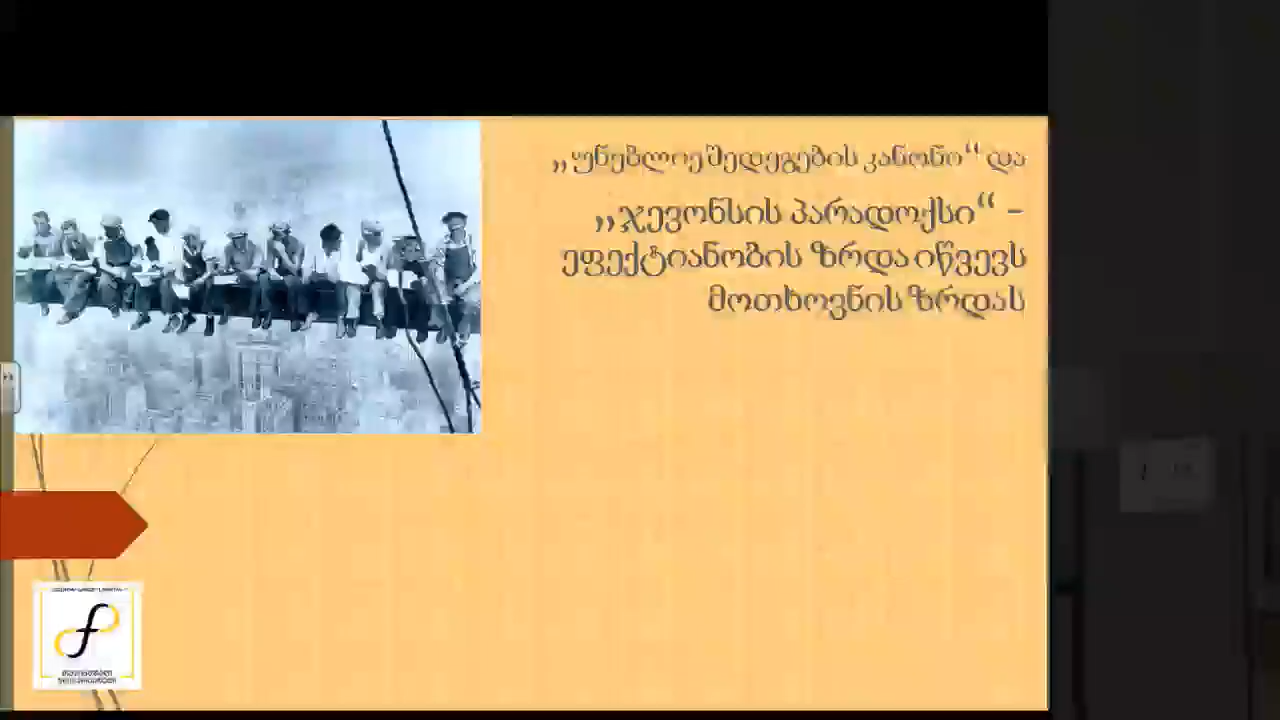 „უნებლიე შედეგების კანონი“ და
„ჯევონსის პარადოქსი“ –
ეფექტიანობის ზრდა იწვევს
მოთხოვნის ზრდას